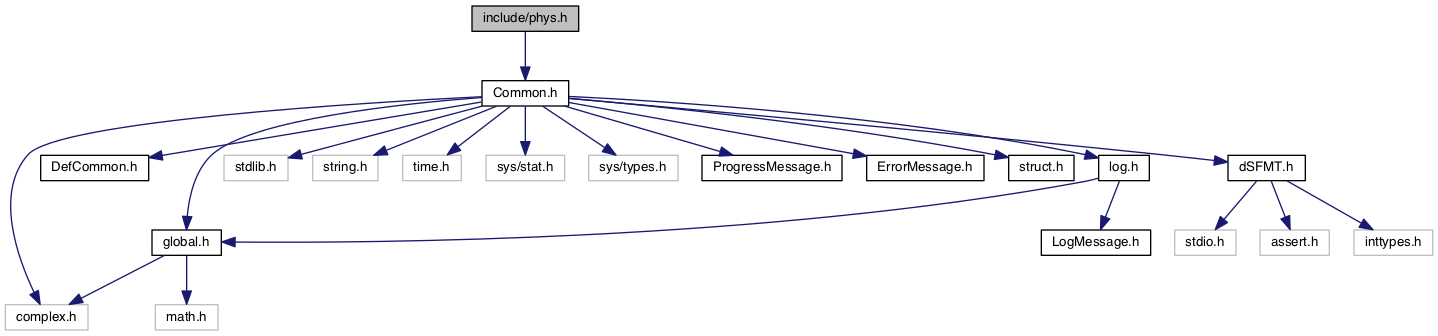 include/phys.h
Common.h
DefCommon.h
stdlib.h
string.h
time.h
sys/stat.h
sys/types.h
ProgressMessage.h
ErrorMessage.h
struct.h
log.h
dSFMT.h
global.h
LogMessage.h
stdio.h
assert.h
inttypes.h
complex.h
math.h